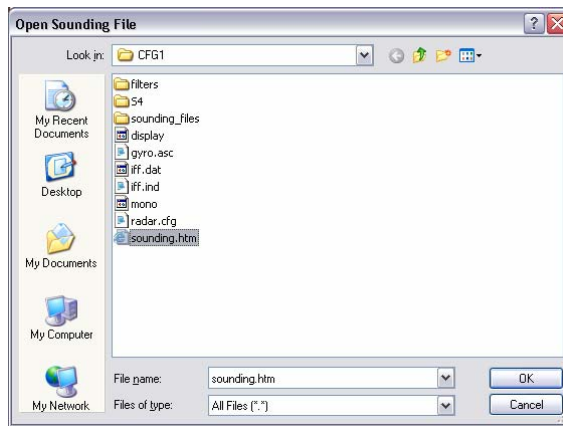 Open Sounding File
Look in: CFG1
My Recent Documents
Desktop
My Documents
My Computer
My Network
filters
S4
sounding_files
display
gyro.asc
iff.dat
iff.ind
mono
radar.cfg
sounding.htm
File name: sounding.htm OK
Files of type: All Files (*.*) Cancel